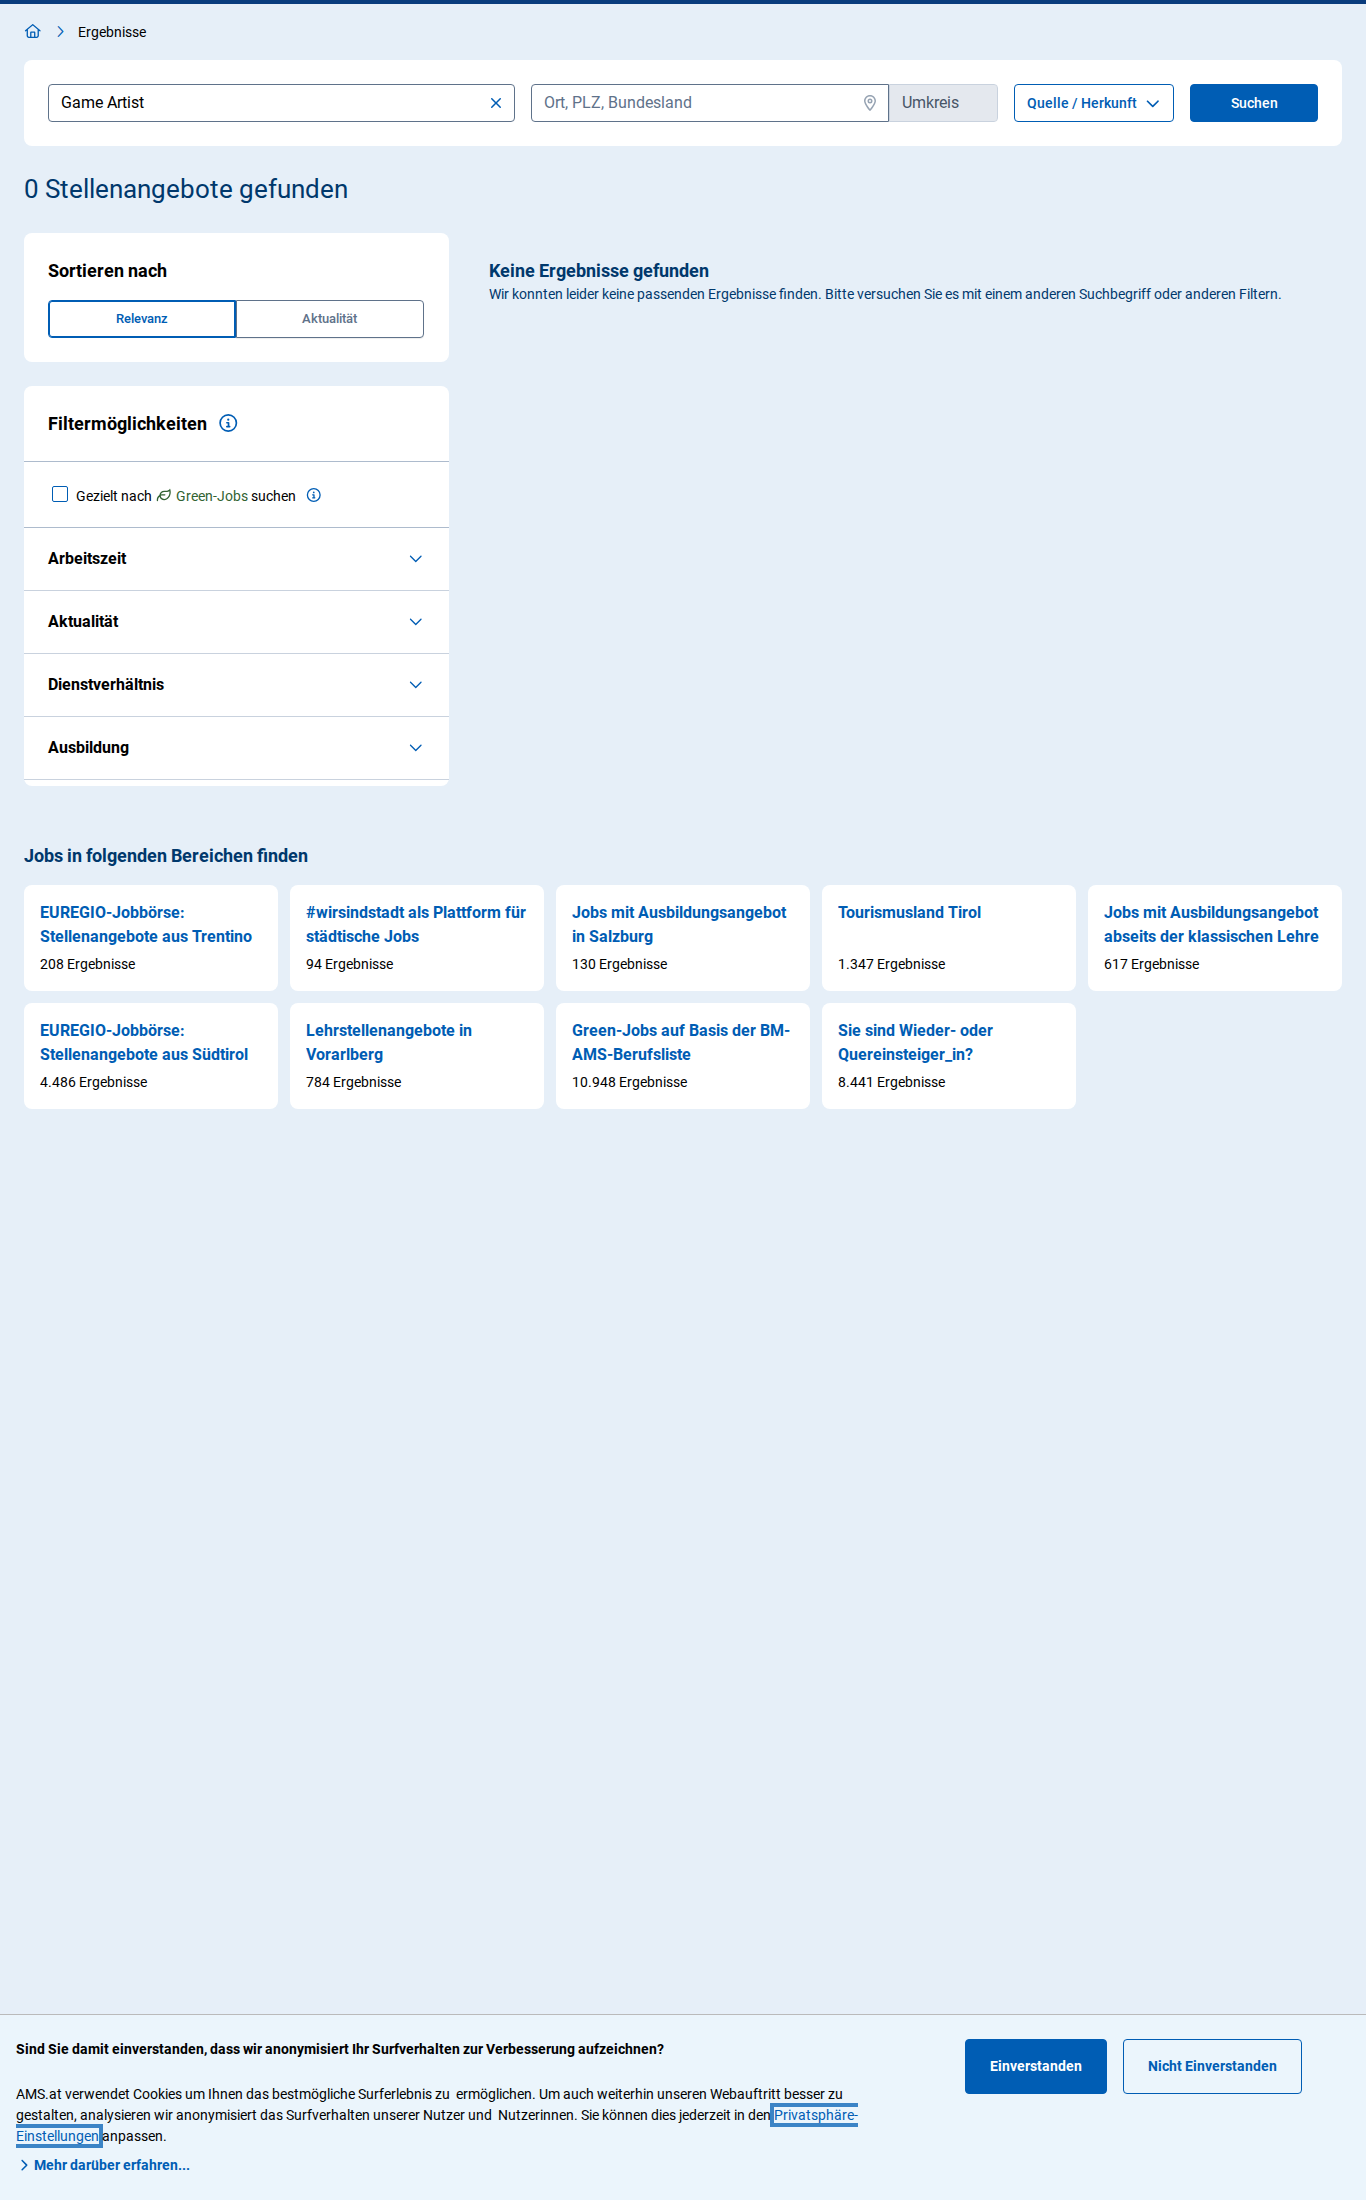 Ergebnisse
Game Artist
Ort, PLZ, Bundesland
Umkreis
Quelle / Herkunft
Suchen
0 Stellenangebote gefunden
Sortieren nach
Relevanz
Aktualität
Keine Ergebnisse gefunden
Wir konnten leider keine passenden Ergebnisse finden. Bitte versuchen Sie es mit einem anderen Suchbegriff oder anderen Filtern.
Filtermöglichkeiten
Gezielt nach Green-Jobs suchen
Arbeitszeit
Aktualität
Dienstverhältnis
Ausbildung
Jobs in folgenden Bereichen finden
EUREGIO-Jobbörse:
Stellenangebote aus Trentino
208 Ergebnisse
#wirsindstadt als Plattform für
städtische Jobs
94 Ergebnisse
Jobs mit Ausbildungsangebot
in Salzburg
130 Ergebnisse
Tourismusland Tirol
1.347 Ergebnisse
Jobs mit Ausbildungsangebot
abseits der klassischen Lehre
617 Ergebnisse
EUREGIO-Jobbörse:
Stellenangebote aus Südtirol
4.486 Ergebnisse
Lehrstellenangebote in
Vorarlberg
784 Ergebnisse
Green-Jobs auf Basis der BM-
AMS-Berufsliste
10.948 Ergebnisse
Sie sind Wieder- oder
Quereinsteiger_in?
8.441 Ergebnisse
Sind Sie damit einverstanden, dass wir anonymisiert Ihr Surfverhalten zur Verbesserung aufzeichnen?
AMS.at verwendet Cookies um Ihnen das bestmögliche Surferlebnis zu ermöglichen. Um auch weiterhin unseren Webauftritt besser zu
gestalten, analysieren wir anonymisiert das Surfverhalten unserer Nutzer und Nutzerinnen. Sie können dies jederzeit in den Privatsphäre-
Einstellungen anpassen.
Mehr darüber erfahren...
Einverstanden
Nicht Einverstanden